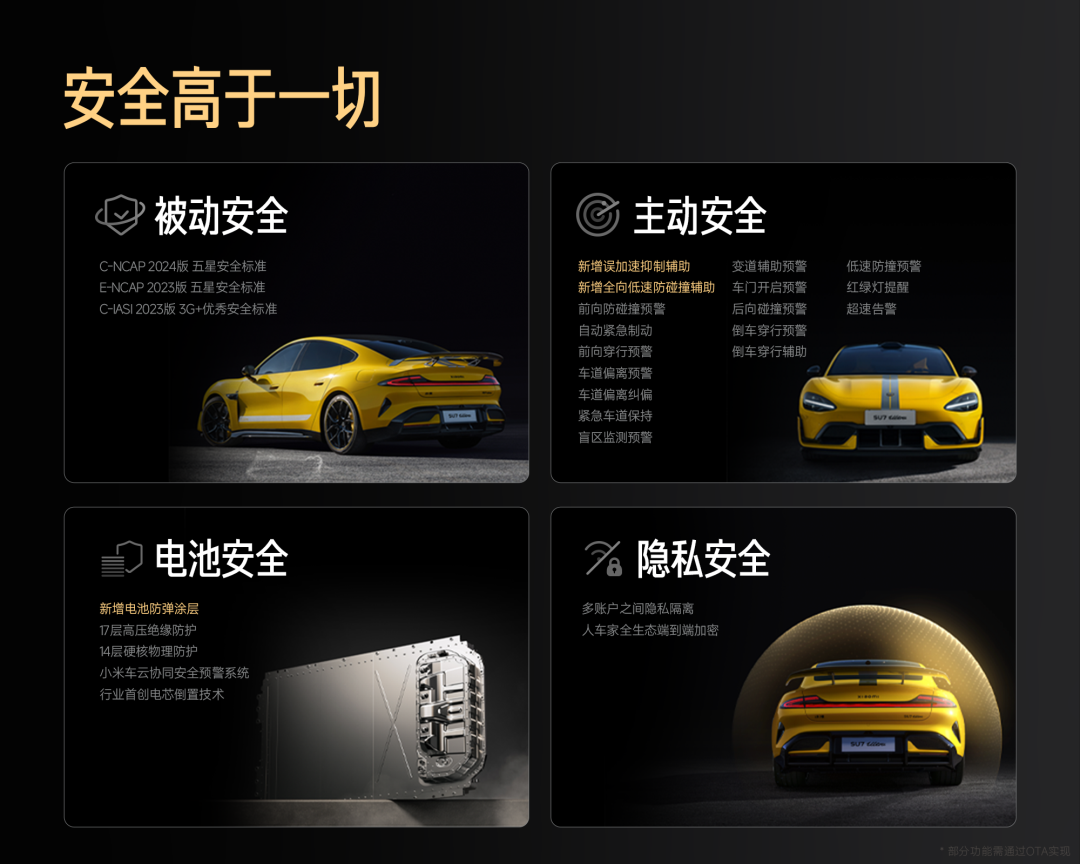 安全高于一切
被动安全
C-NCAP 2024版 五星安全标准
E-NCAP 2023版 五星安全标准
C-IASI 2023版 3G+优秀安全标准
主动安全
新增误加速抑制辅助
新增全向低速防碰撞辅助
前向防碰撞预警
自动紧急制动
前向穿行预警
车道偏离预警
车道偏离纠偏
紧急车道保持
盲区监测预警
变道辅助预警
车门开启预警
后向碰撞预警
倒车穿行预警
倒车穿行辅助
低速防撞预警
红绿灯提醒
超速告警
SU7
电池安全
新增电池防弹涂层
17层高压绝缘防护
14层硬核物理防护
小米车云协同安全预警系统
行业首创电芯倒置技术
隐私安全
多账户之间隐私隔离
人车家全生态端到端加密
SU7
* 部分功能需通过OTA实现